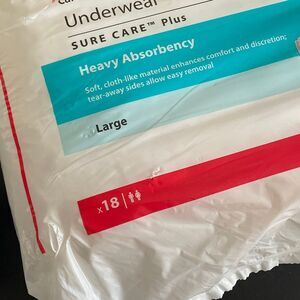 Underwear
SURE CARE™ Plus
Heavy Absorbency
Soft, cloth-like material enhances comfort and discretion;
tear-away sides allow easy removal
Large
x18